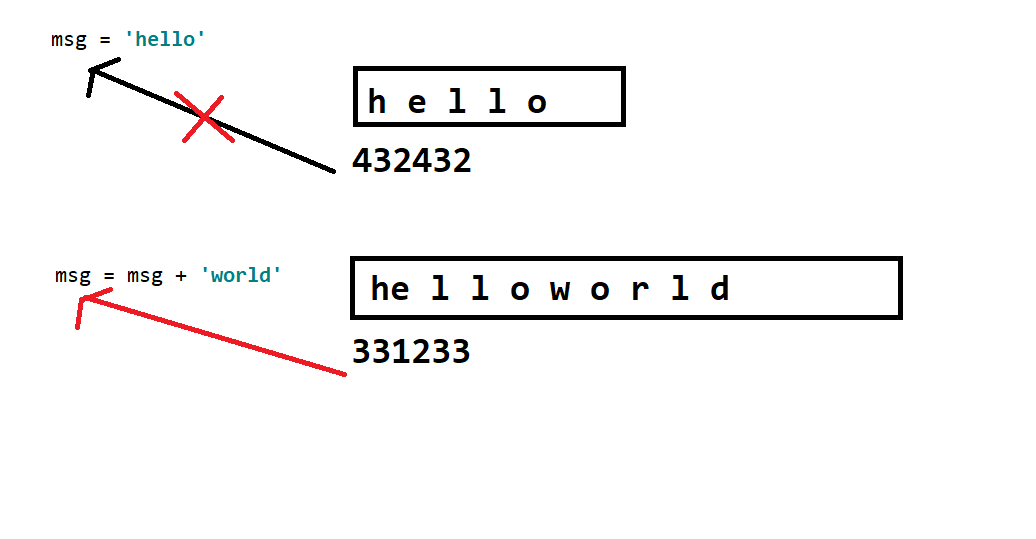 msg = 'hello'
h e l l o
432432
msg = msg + 'world'
he l l o w o r l d
331233